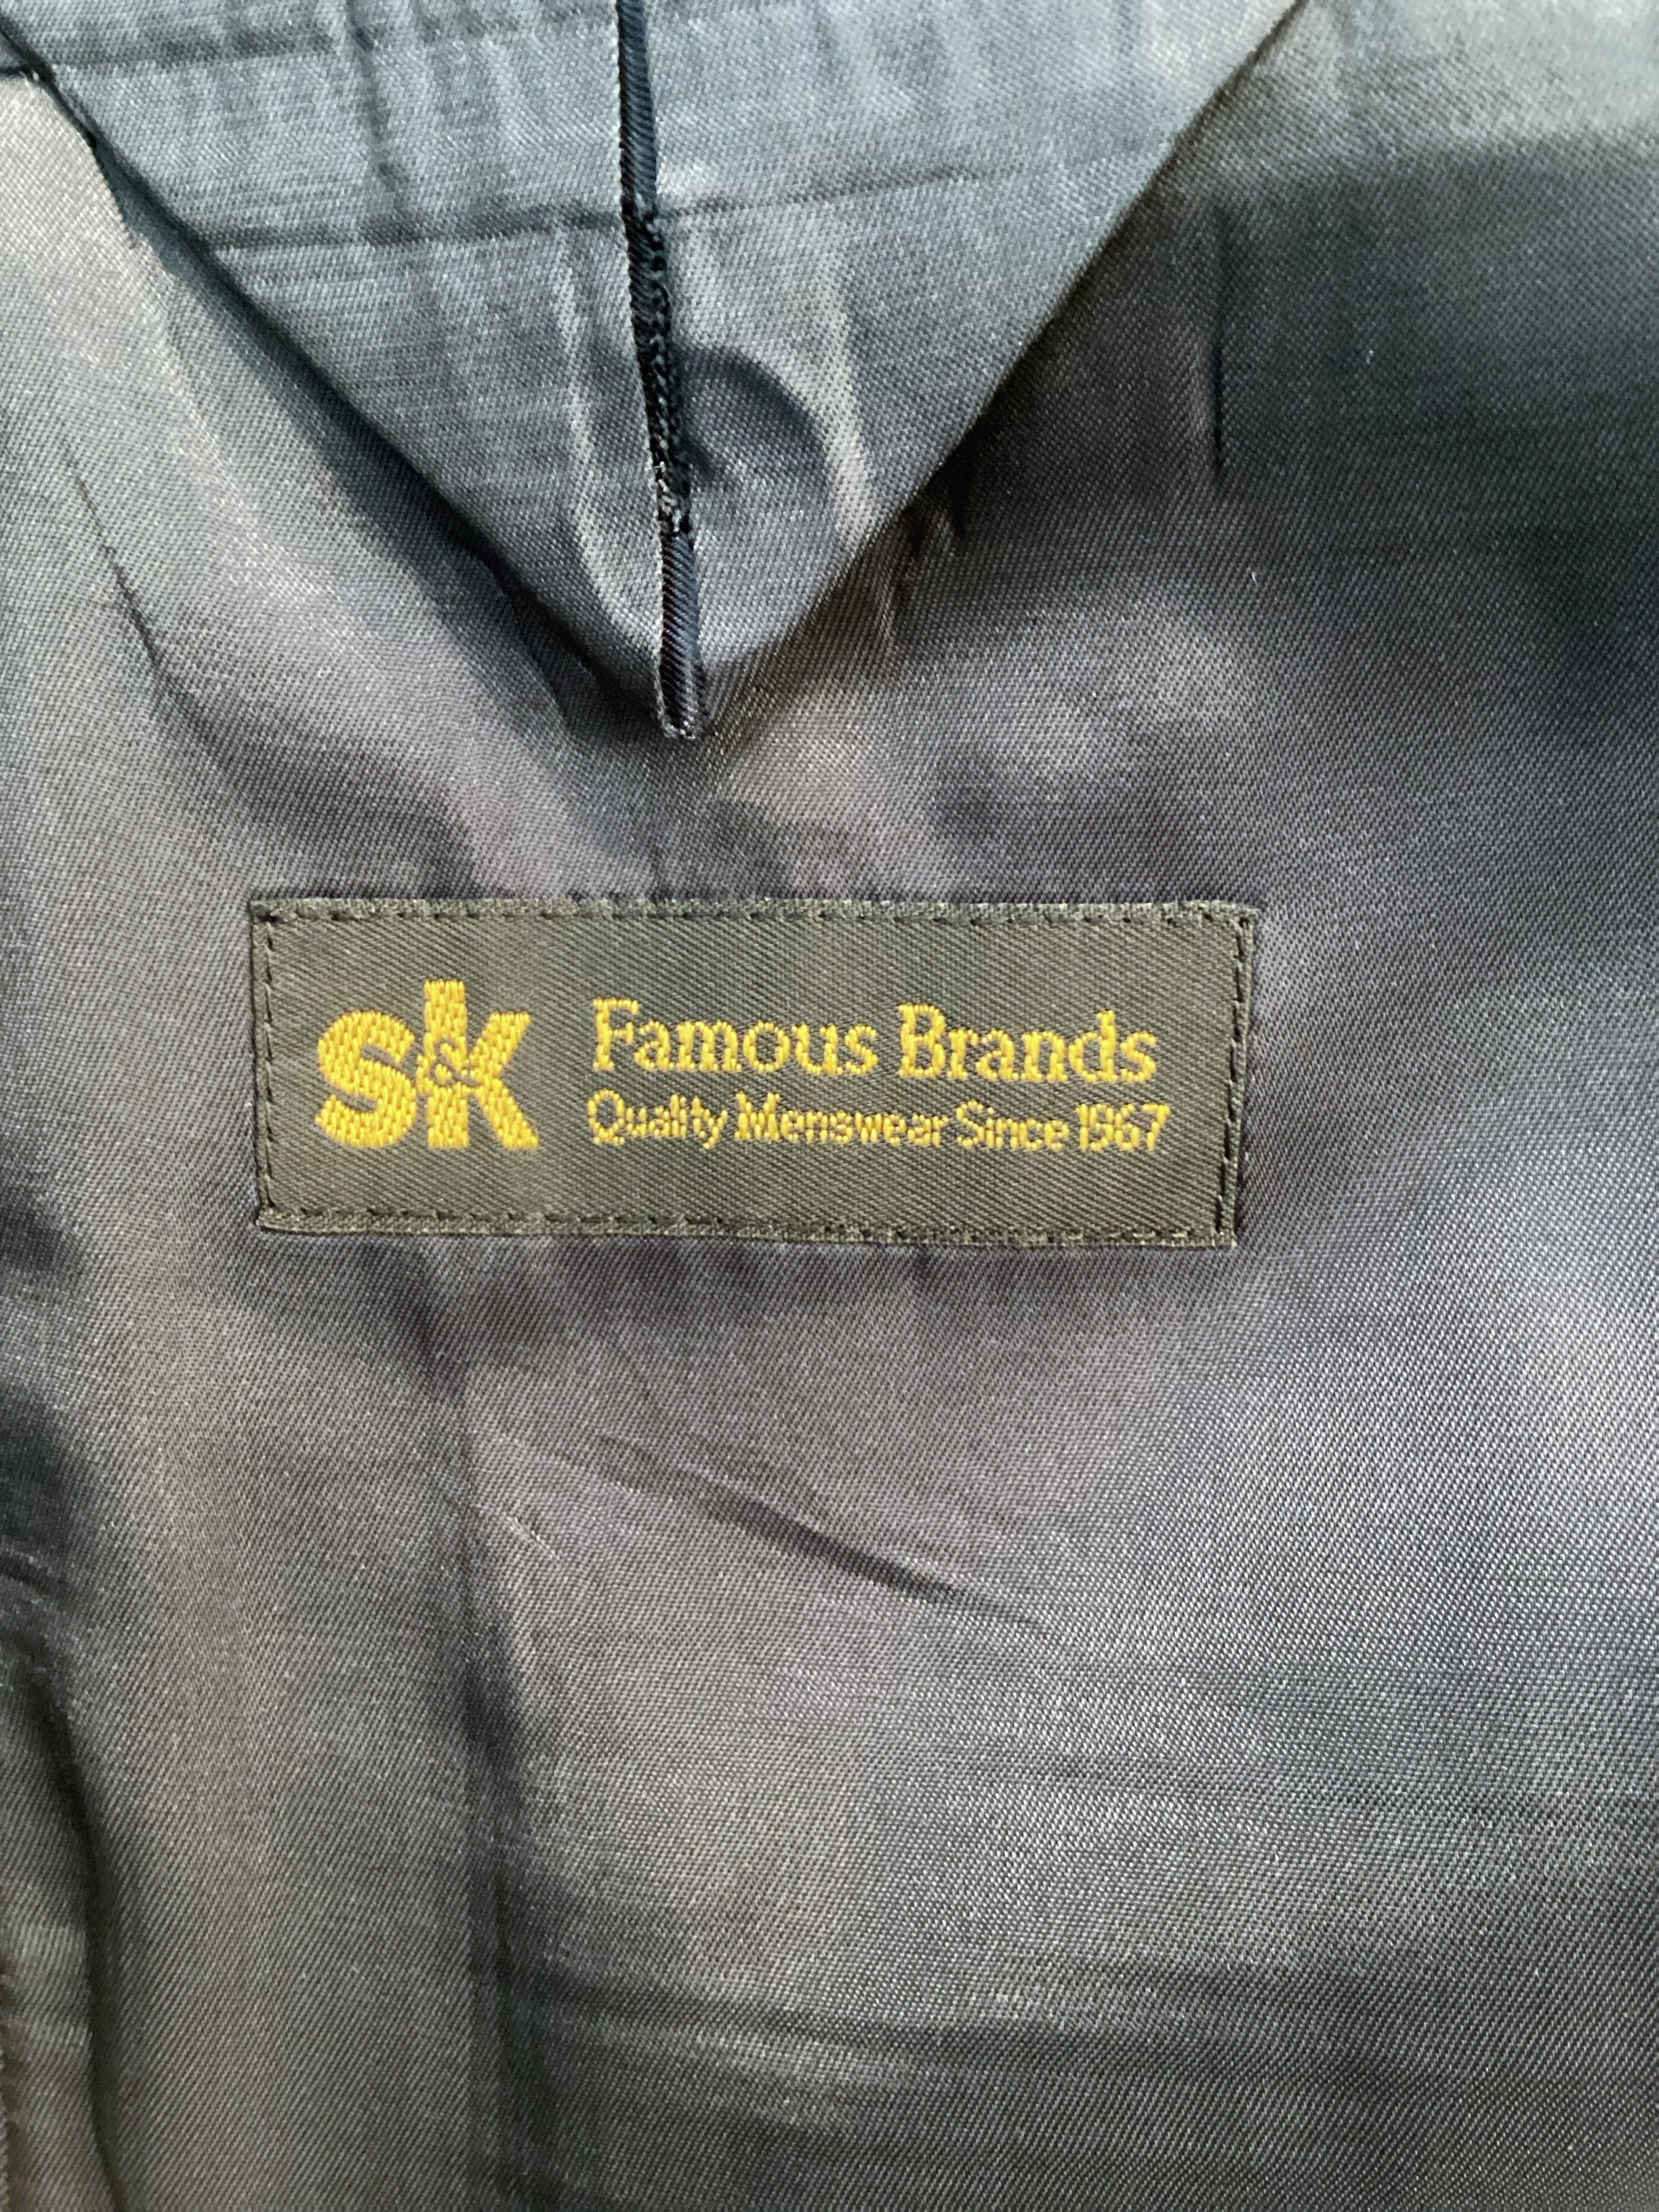 S&K
Famous Brands
Quality Menswear Since 1967